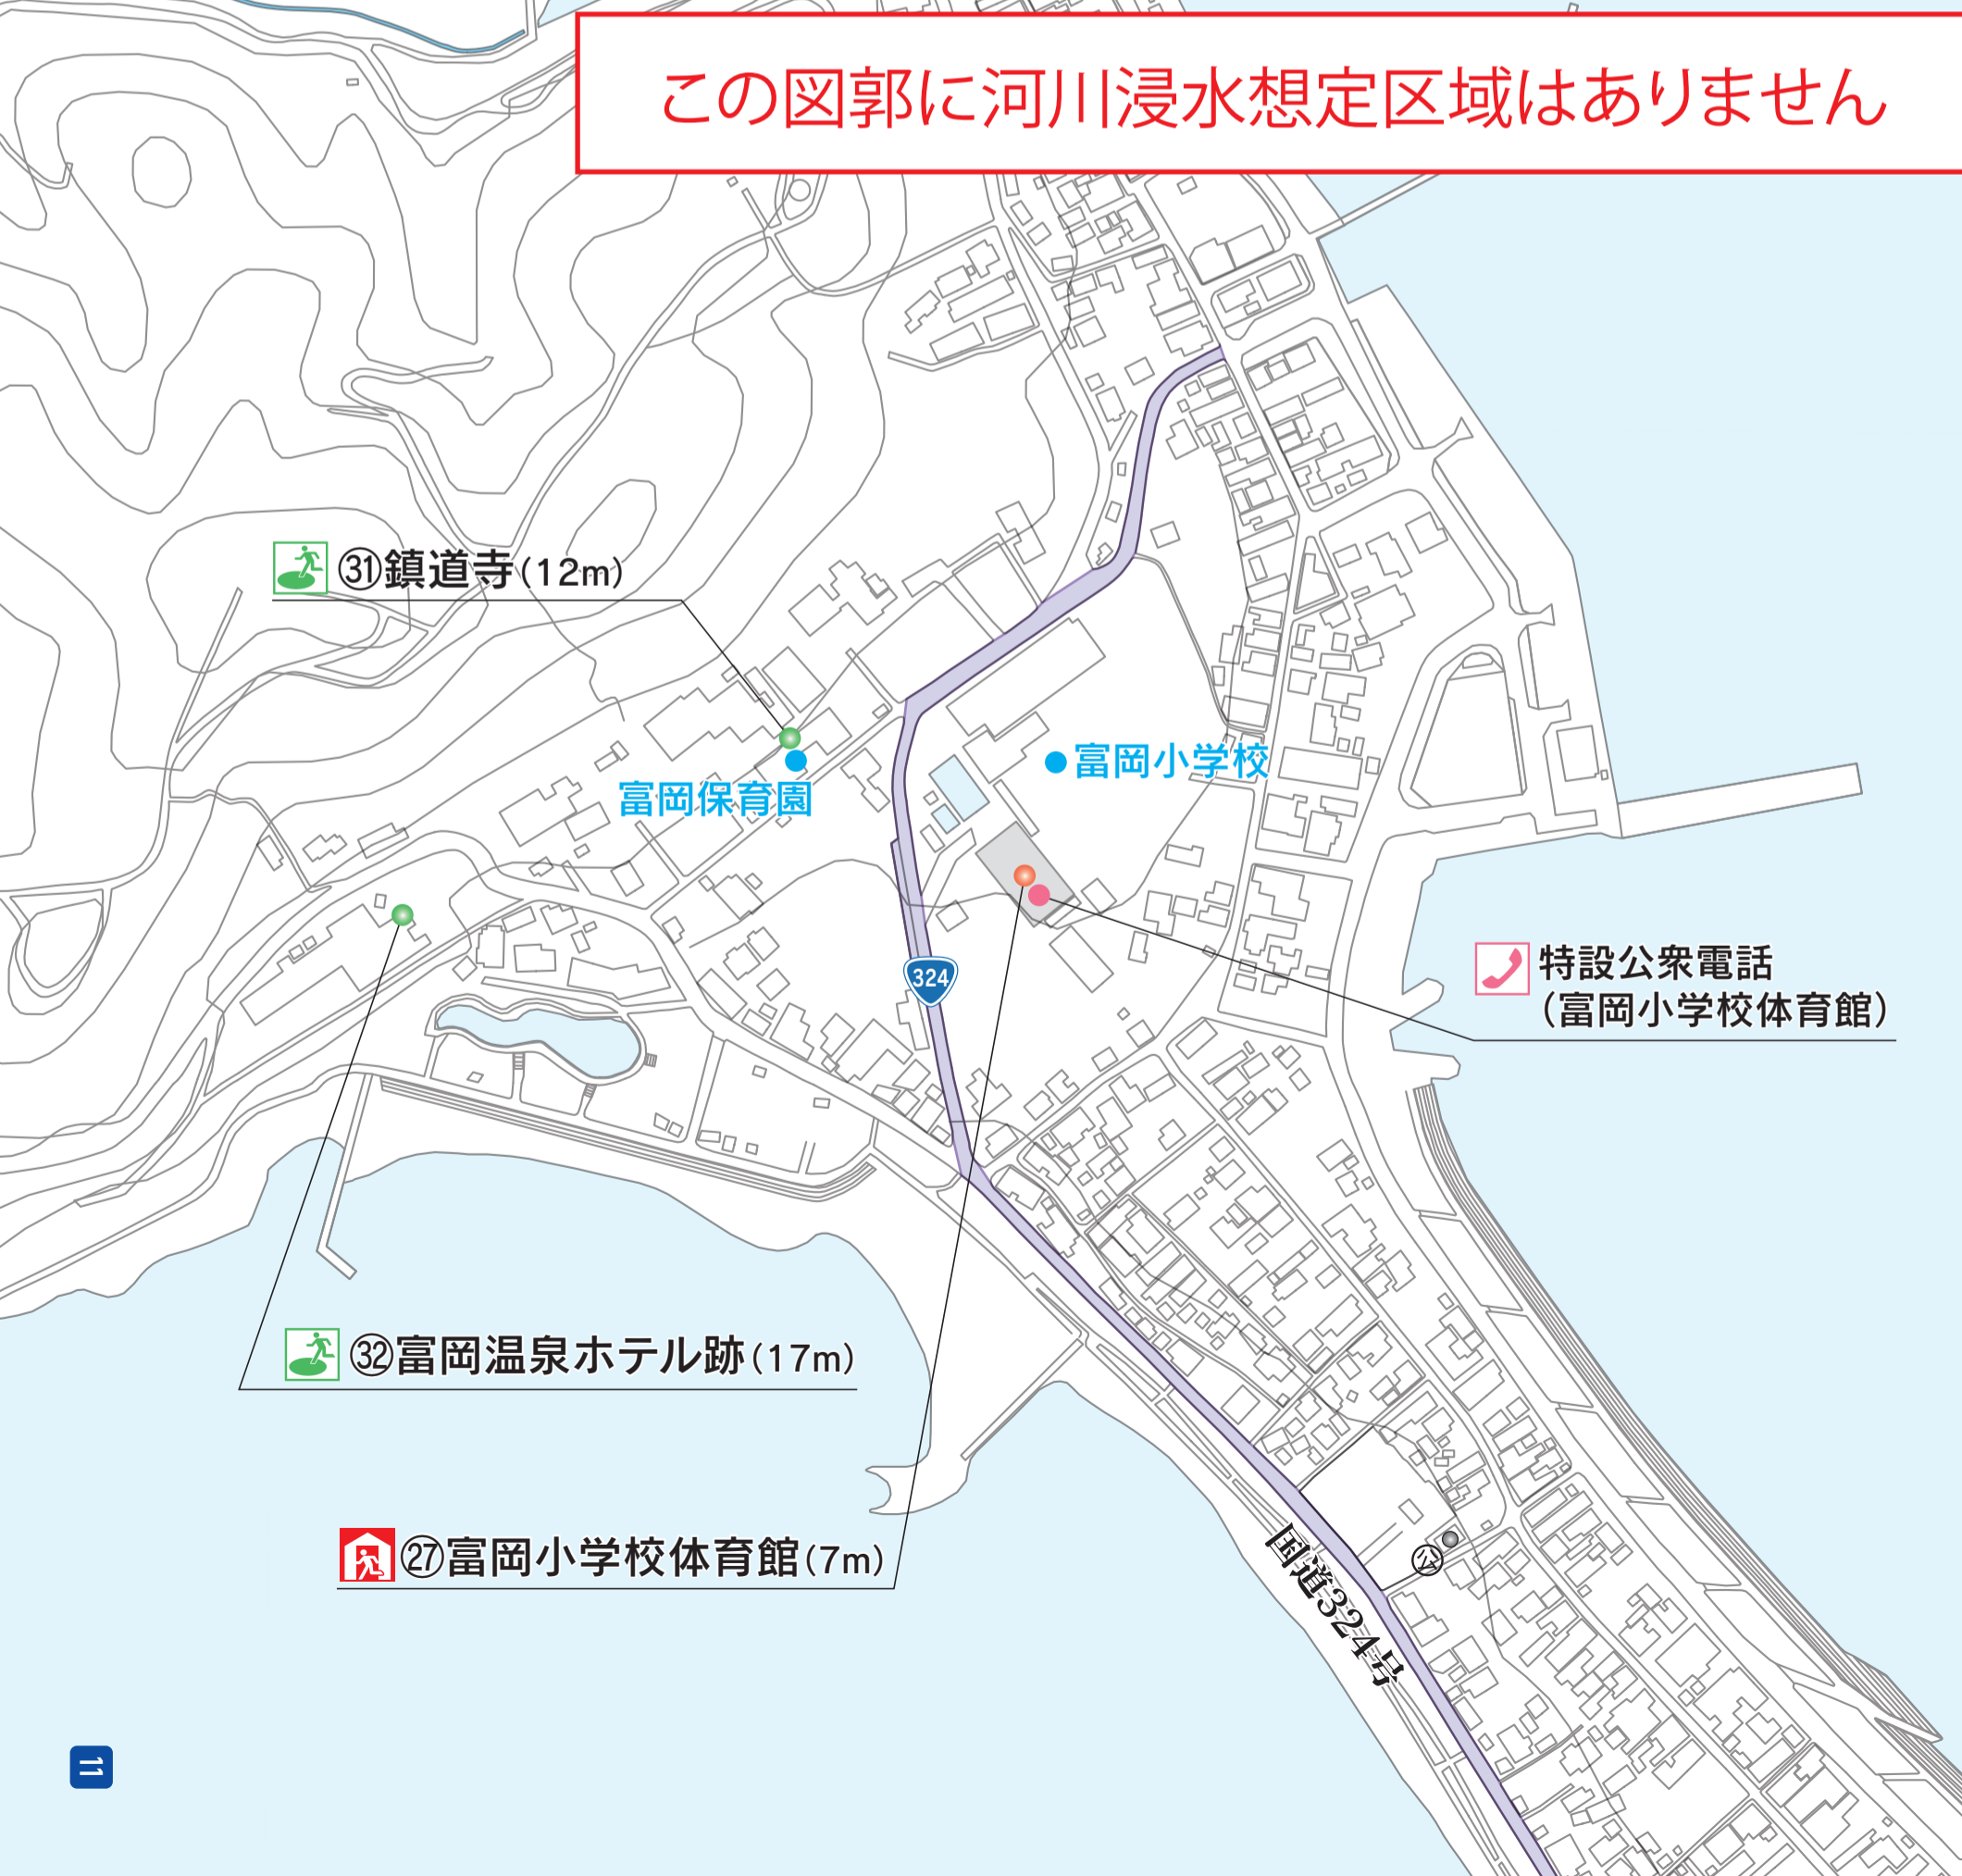 この図郭に河川浸水想定区域はありません
㉛鎮道寺(12m)
富岡小学校
富岡保育園
特設公衆電話
(富岡小学校体育館)
324
㉜富岡温泉ホテル跡(17m)
㉗富岡小学校体育館(7m)
国道324号
公
11